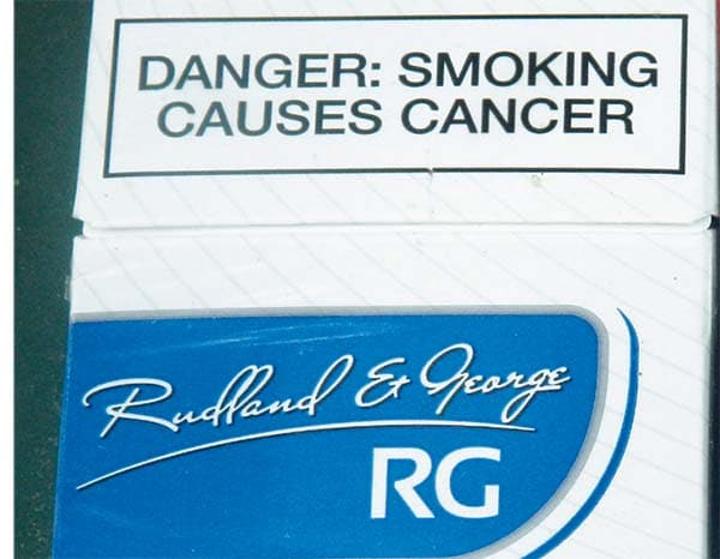 DANGER: SMOKING
CAUSES CANCER
Rudland & George
RG